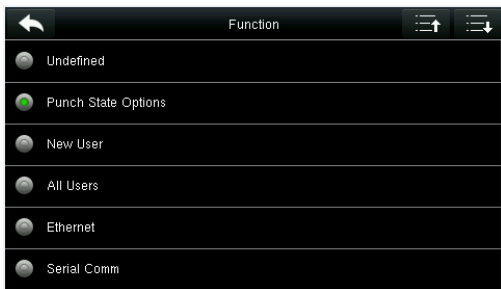 Function
Undefined
Punch State Options
New User
All Users
Ethernet
Serial Comm